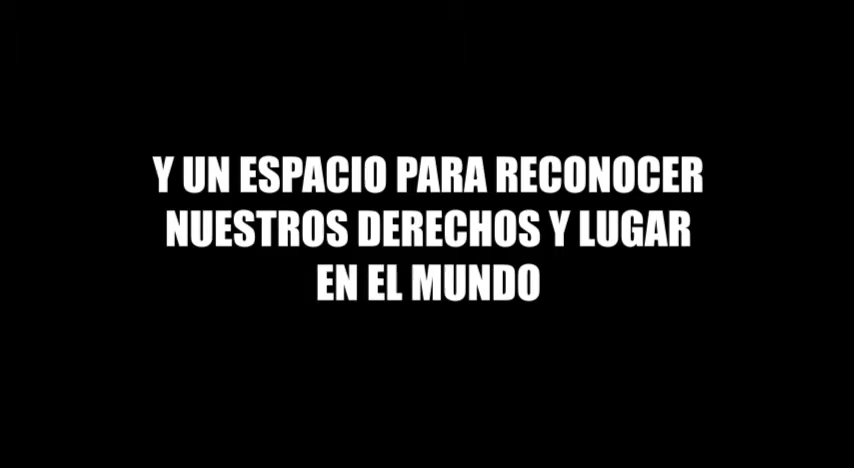 Y UN ESPACIO PARA RECONOCER
NUESTROS DERECHOS Y LUGAR
EN EL MUNDO